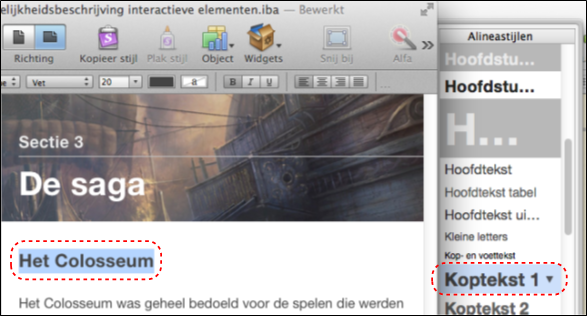 elijkheidsbeschrijving interactieve elementen.iba — Bewerkt
Richting Kopieer stijl Plak stijl Object Widgets Snij bij Alfa
Vet 20 a B I U
Sectie 3
De saga
Het Colosseum
Het Colosseum was geheel bedoeld voor de spelen die werden
Alineastijlen
Hoofdstu...
Hoofdstu...
H...
Hoofdtekst
Hoofdtekst tabel
Hoofdtekst ui...
Kleine letters
Kop- en voettekst
Koptekst 1
Koptekst 2